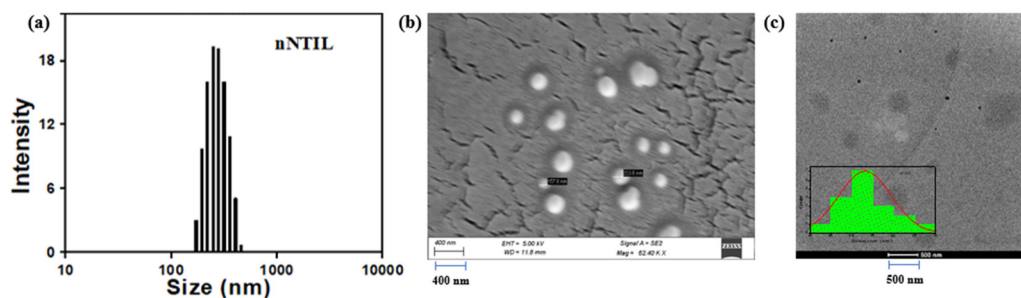 (a)
nNTIL
Intensity
18
12
6
0
10
100
1000
10000
Size (nm)
(b)
400 nm
EHT = 5.00 kV
WD = 11.8 mm
Signal A = SE2
Mag = 62.40 K X
ZEISS
400 nm
(c)
500 nm
500 nm